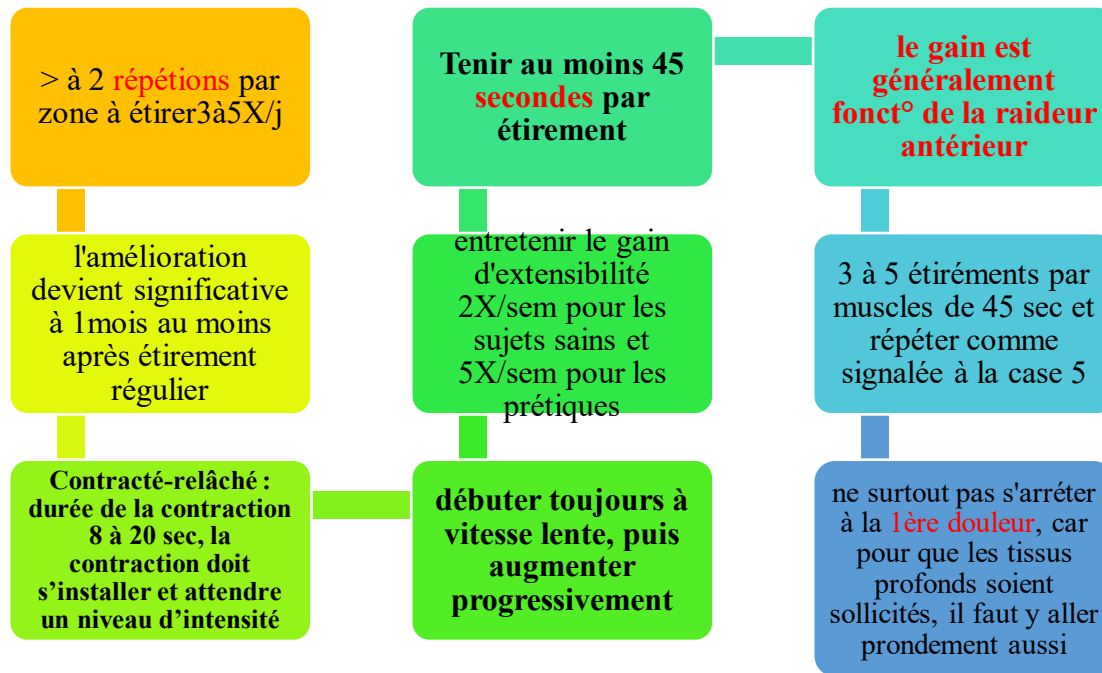 > à 2 répétions par
zone à étirer3à5X/j
l'amélioration
devient significative
à 1mois au moins
après étirement
régulier
Contracté-relâché :
durée de la contraction
8 à 20 sec, la
contraction doit
s’installer et attendre
un niveau d’intensité
débuter toujours à
vitesse lente, puis
augmenter
progressivement
entretenir le gain
d'extensibilité
2X/sem pour les
sujets sains et
5X/sem pour les
prétiques
Tenir au moins 45
secondes par
étirement
le gain est
généralement
fonct° de la raideur
antérieur
3 à 5 étiréments par
muscles de 45 sec et
répéter comme
signalée à la case 5
ne surtout pas s'arréter
à la 1ère douleur, car
pour que les tissus
profonds soient
sollicités, il faut y aller
prondement aussi